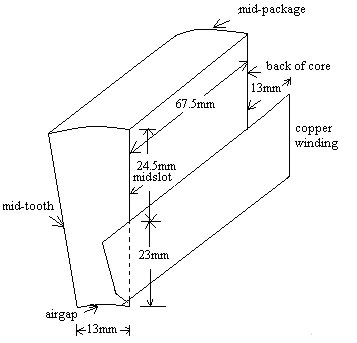 mid-package
back of core
13mm
67.5mm
copper
winding
24.5mm
midslot
mid-tooth
23mm
airgap
13mm